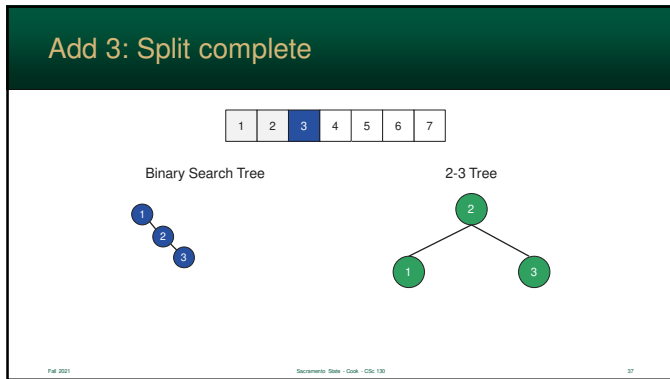 Add 3: Split complete
1 2 3 4 5 6 7
Binary Search Tree
2-3 Tree
1
2
3
2
1 3
Fall 2021
Sacramento State - Cook - CSc 130
37